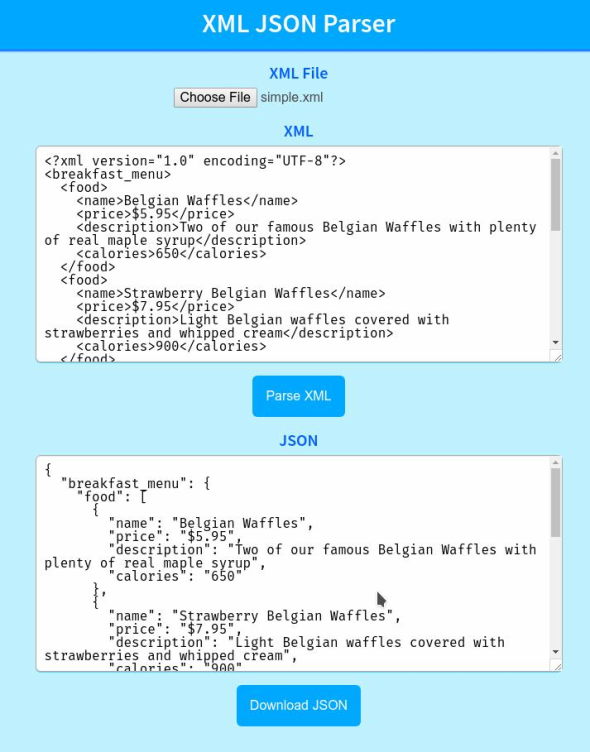 XML JSON Parser
XML File
Choose File simple.xml
XML
<?xml version="1.0" encoding="UTF-8"?>
<breakfast_menu>
  <food>
    <name>Belgian Waffles</name>
    <price>$5.95</price>
    <description>Two of our famous Belgian Waffles with plenty
of real maple syrup</description>
    <calories>650</calories>
  </food>
  <food>
    <name>Strawberry Belgian Waffles</name>
    <price>$7.95</price>
    <description>Light Belgian waffles covered with
strawberries and whipped cream</description>
    <calories>900</calories>
  </food>
Parse XML
JSON
{
  "breakfast_menu": {
    "food": [
      {
        "name": "Belgian Waffles",
        "price": "$5.95",
        "description": "Two of our famous Belgian Waffles with
plenty of real maple syrup",
        "calories": "650"
      },
      {
        "name": "Strawberry Belgian Waffles",
        "price": "$7.95",
        "description": "Light Belgian waffles covered with
strawberries and whipped cream",
        "calories": "900"
Download JSON